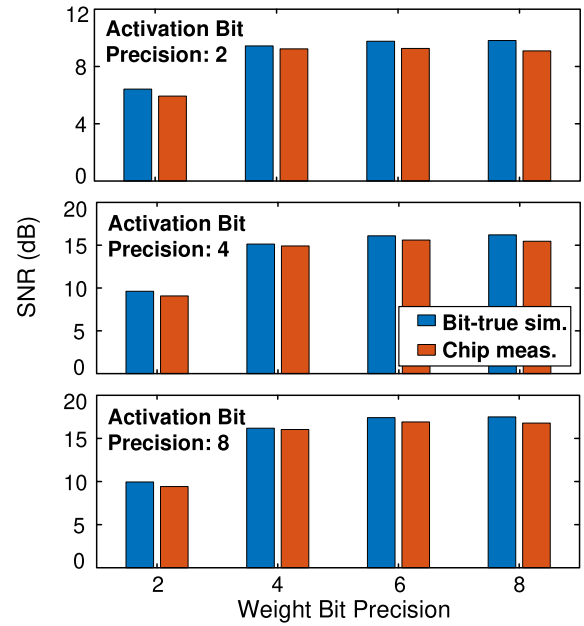 12
8
4
0
Activation Bit
Precision: 2
SNR (dB)
20
15
10
5
0
Activation Bit
Precision: 4
Bit-true sim.
Chip meas.
20
15
10
5
0
Activation Bit
Precision: 8
2 4 6 8
Weight Bit Precision